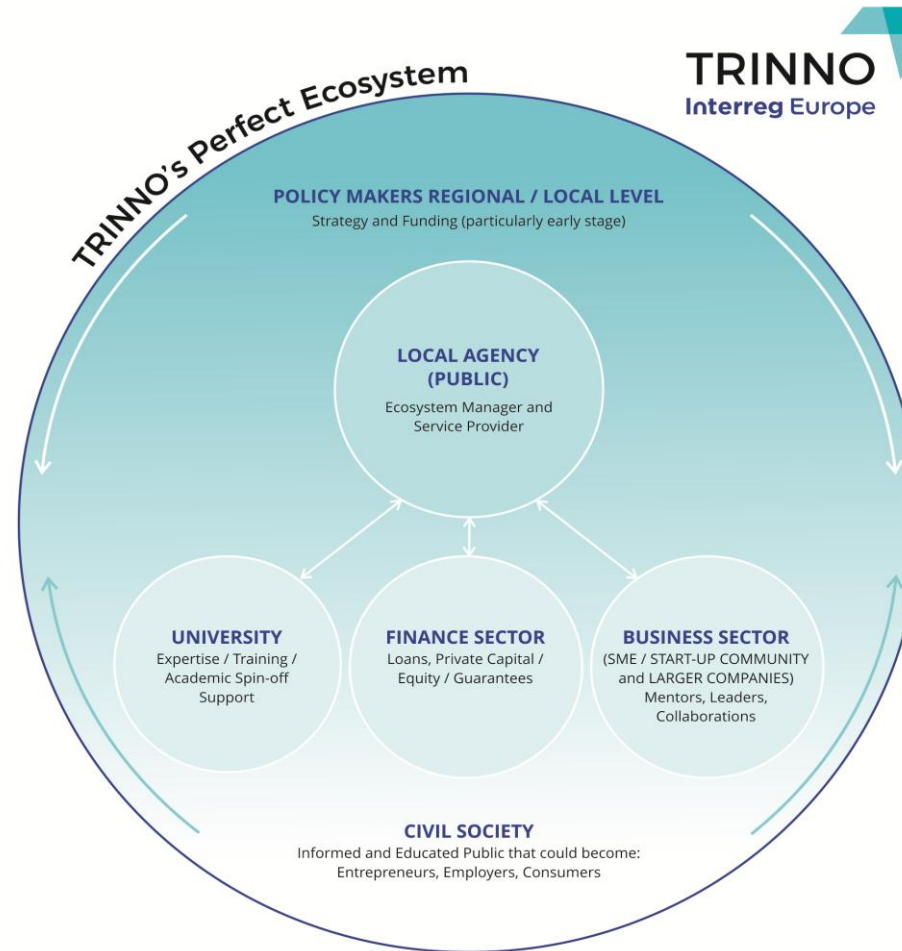 TRINNO
Interreg Europe
TRINNO's Perfect Ecosystem
POLICY MAKERS REGIONAL / LOCAL LEVEL
Strategy and Funding (particularly early stage)
LOCAL AGENCY
(PUBLIC)
Ecosystem Manager and
Service Provider
UNIVERSITY
Expertise / Training /
Academic Spin-off
Support
FINANCE SECTOR
Loans, Private Capital /
Equity / Guarantees
BUSINESS SECTOR
(SME / START-UP COMMUNITY
and LARGER COMPANIES)
Mentors, Leaders,
Collaborations
CIVIL SOCIETY
Informed and Educated Public that could become:
Entrepreneurs, Employers, Consumers